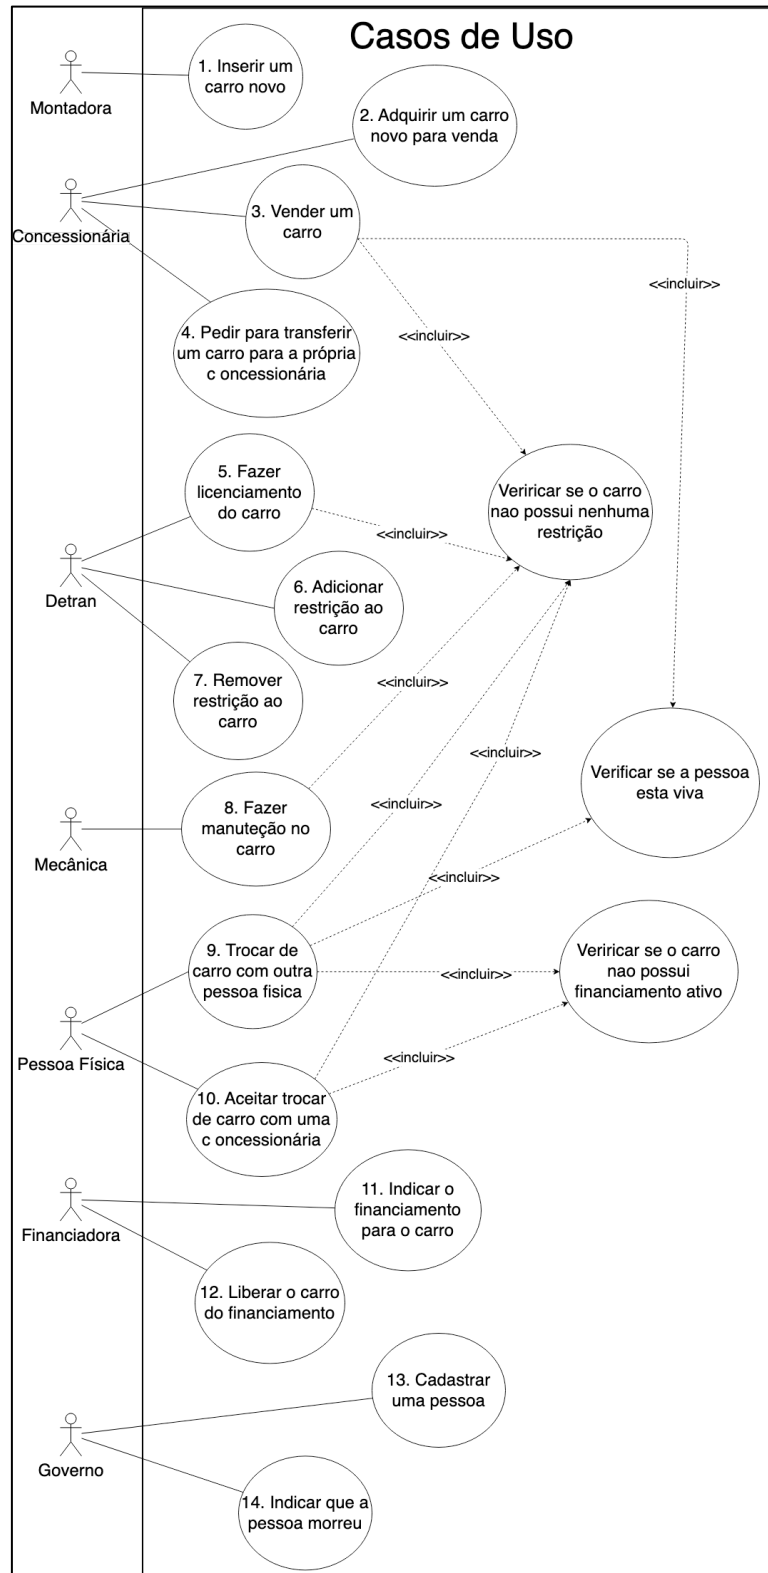 Casos de Uso
Montadora
1. Inserir um
carro novo
2. Adquirir um carro
novo para venda
Concessionária
3. Vender um
carro
<<incluir>>
<<incluir>>
4. Pedir para transferir
um carro para a própria
c oncessionária
5. Fazer
licenciamento
do carro
<<incluir>>
Veriricar se o carro
nao possui nenhuma
restrição
Detran
6. Adicionar
restrição ao
carro
7. Remover
restrição ao
carro
<<incluir>>
<<incluir>>
Verificar se a pessoa
esta viva
Mecânica
8. Fazer
manuteção no
carro
<<incluir>>
<<incluir>>
9. Trocar de
carro com outra
pessoa fisica
<<incluir>>
Veriricar se o carro
nao possui
financiamento ativo
Pessoa Física
<<incluir>>
10. Aceitar trocar
de carro com uma
c oncessionária
Financiadora
11. Indicar o
financiamento
para o carro
12. Liberar o carro
do financiamento
13. Cadastrar
uma pessoa
Governo
14. Indicar que a
pessoa morreu